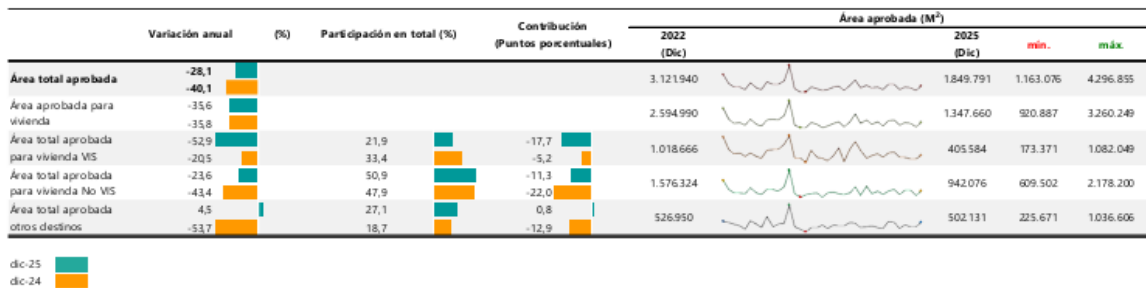 Área aprobada (M²)
Variación anual (%) Participación en total (%) Contribución (Puntos porcentuales) 2022 (Dic) 2025 (Dic) mín. máx.
Área total aprobada -28,1 -40,1 3.121.940 1.849.791 1.163.076 4.296.855
Área aprobada para vivienda -35,6 -35,8 2.594.990 1.347.660 920.887 3.260.249
Área total aprobada para vivienda VIS -52,9 -20,5 21,9 33,4 -17,7 -5,2 1.018.666 405.584 173.371 1.082.049
Área total aprobada para vivienda No VIS -23,6 -43,4 50,9 47,9 -11,3 -22,0 1.576.324 942.076 609.502 2.178.200
Área total aprobada otros destinos 4,5 -53,7 27,1 18,7 0,8 -12,9 526.950 502.131 225.671 1.036.606
dic-25
dic-24